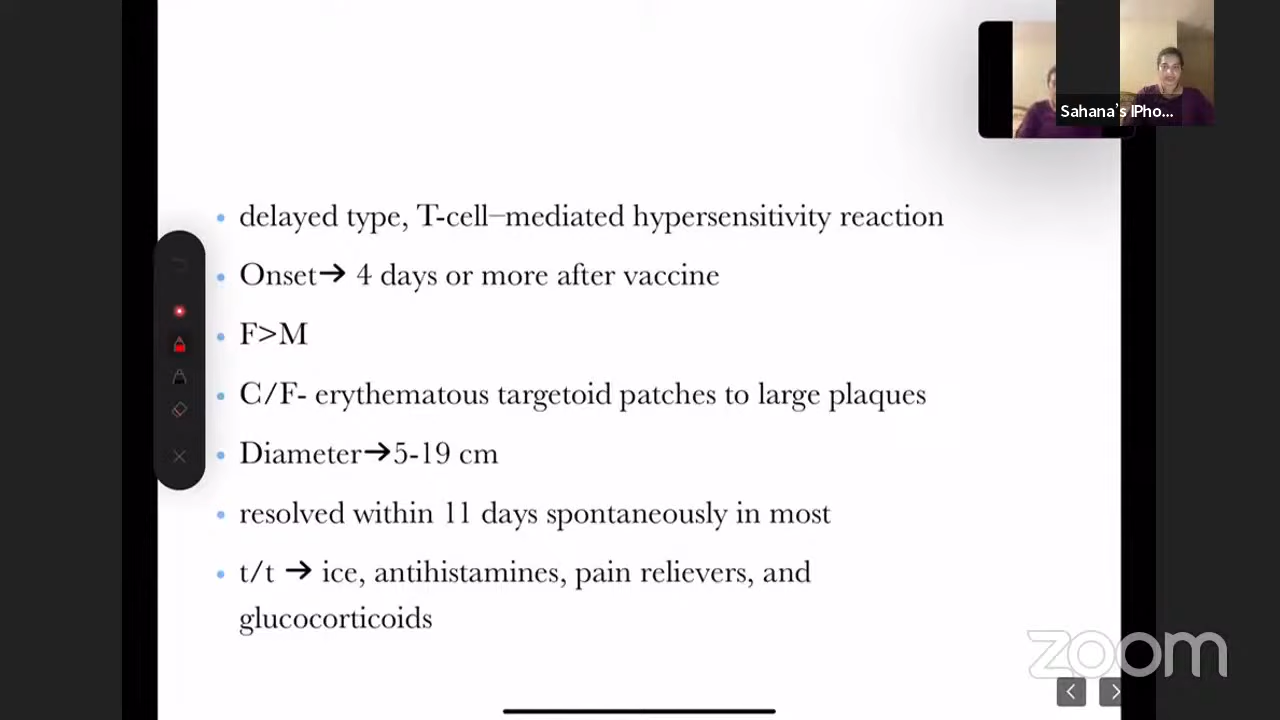 Sahana's IPho...
delayed type, T-cell–mediated hypersensitivity reaction
Onset➔ 4 days or more after vaccine
F>M
C/F- erythematous targetoid patches to large plaques
Diameter➔5-19 cm
resolved within 11 days spontaneously in most
t/t ➔ ice, antihistamines, pain relievers, and
glucocorticoids
zoom